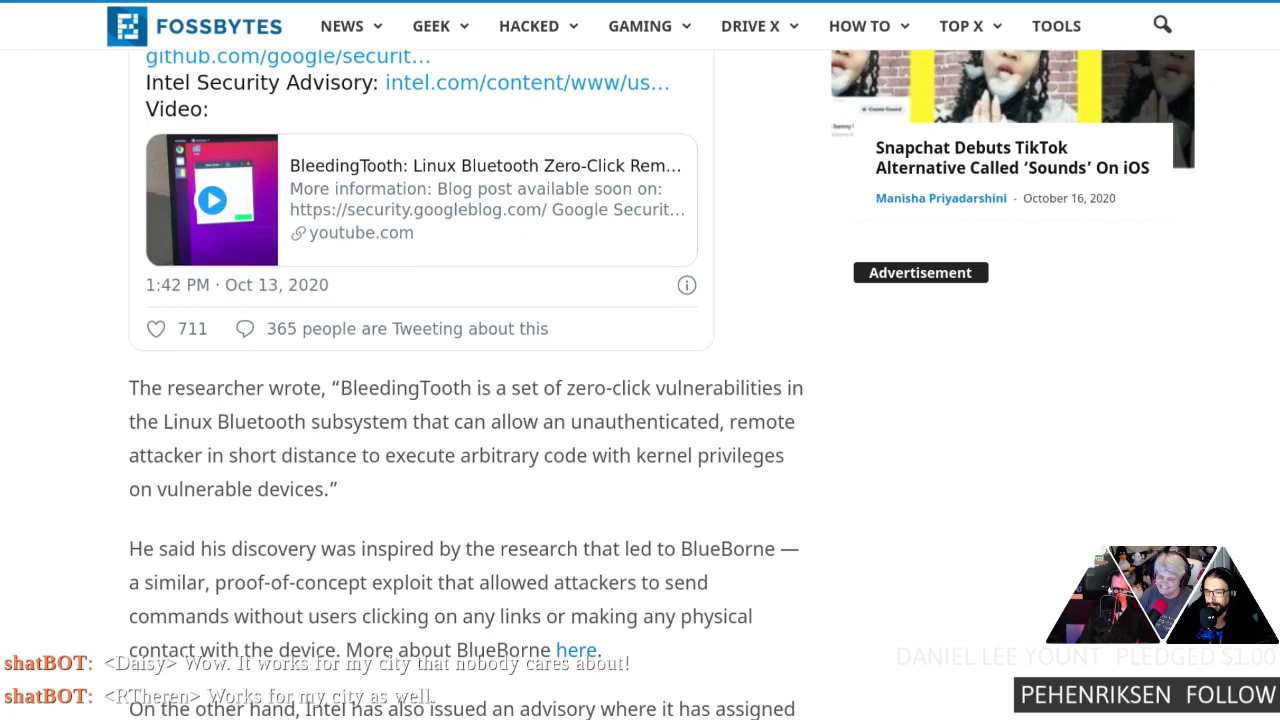 FOSSBYTES
NEWS GEEK HACKED GAMING DRIVE X HOW TO TOP X TOOLS
github.com/google/securit…
Intel Security Advisory: intel.com/content/www/us…
Video:
BleedingTooth: Linux Bluetooth Zero-Click Rem…
More information: Blog post available soon on:
https://security.googleblog.com/ Google Securit…
youtube.com
1:42 PM · Oct 13, 2020
711 365 people are Tweeting about this
The researcher wrote, “BleedingTooth is a set of zero-click vulnerabilities in
the Linux Bluetooth subsystem that can allow an unauthenticated, remote
attacker in short distance to execute arbitrary code with kernel privileges
on vulnerable devices.”
He said his discovery was inspired by the research that led to BlueBorne —
a similar, proof-of-concept exploit that allowed attackers to send
commands without users clicking on any links or making any physical
contact with the device. More about BlueBorne here.
On the other hand, Intel has also issued an advisory where it has assigned
Snapchat Debuts TikTok
Alternative Called ‘Sounds’ On iOS
Manisha Priyadarshini - October 16, 2020
Advertisement
shatBOT: <Daisy> Wow. It works for my city that nobody cares about!
shatBOT: <RTheren> Works for my city as well.
DANIEL LEE YOUNT PLEDGED $1.00
PEHENRIKSEN FOLLOW